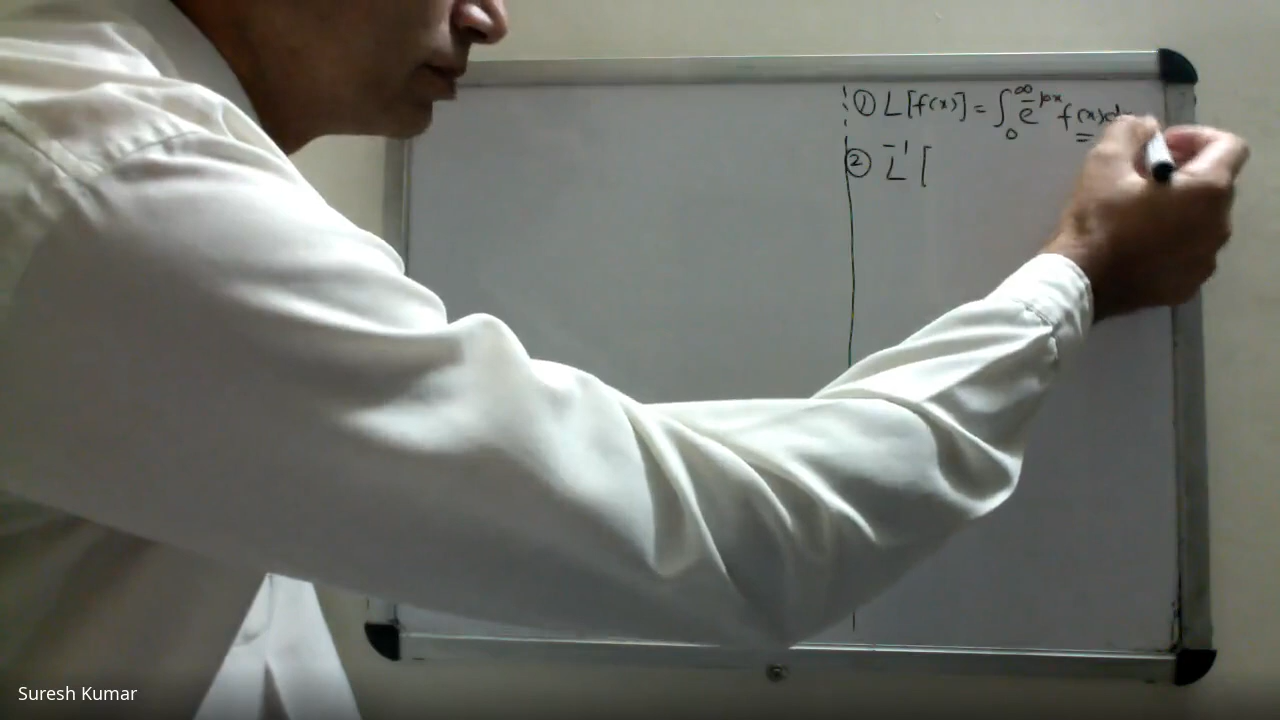 ① L[f(x)] = ∫₀^∞ e^-px f(x)dx
② L^-1 [
Suresh Kumar